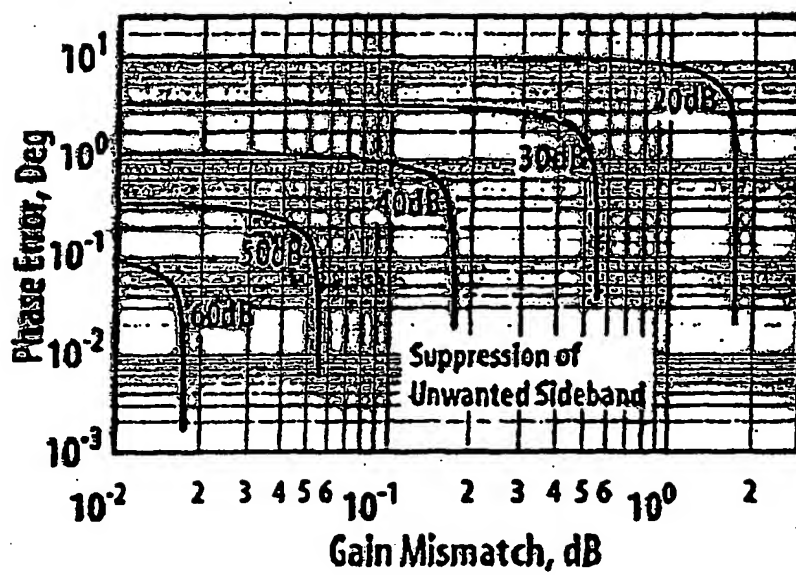 10¹
20dB
10⁰
30dB
40dB
Phase Error, Deg
10⁻¹
50dB
60dB
10⁻²
Suppression of
Unwanted Sideband
10⁻³
10⁻² 2 3 4 5 6 10⁻¹ 2 3 4 5 6 10⁰ 2
Gain Mismatch, dB